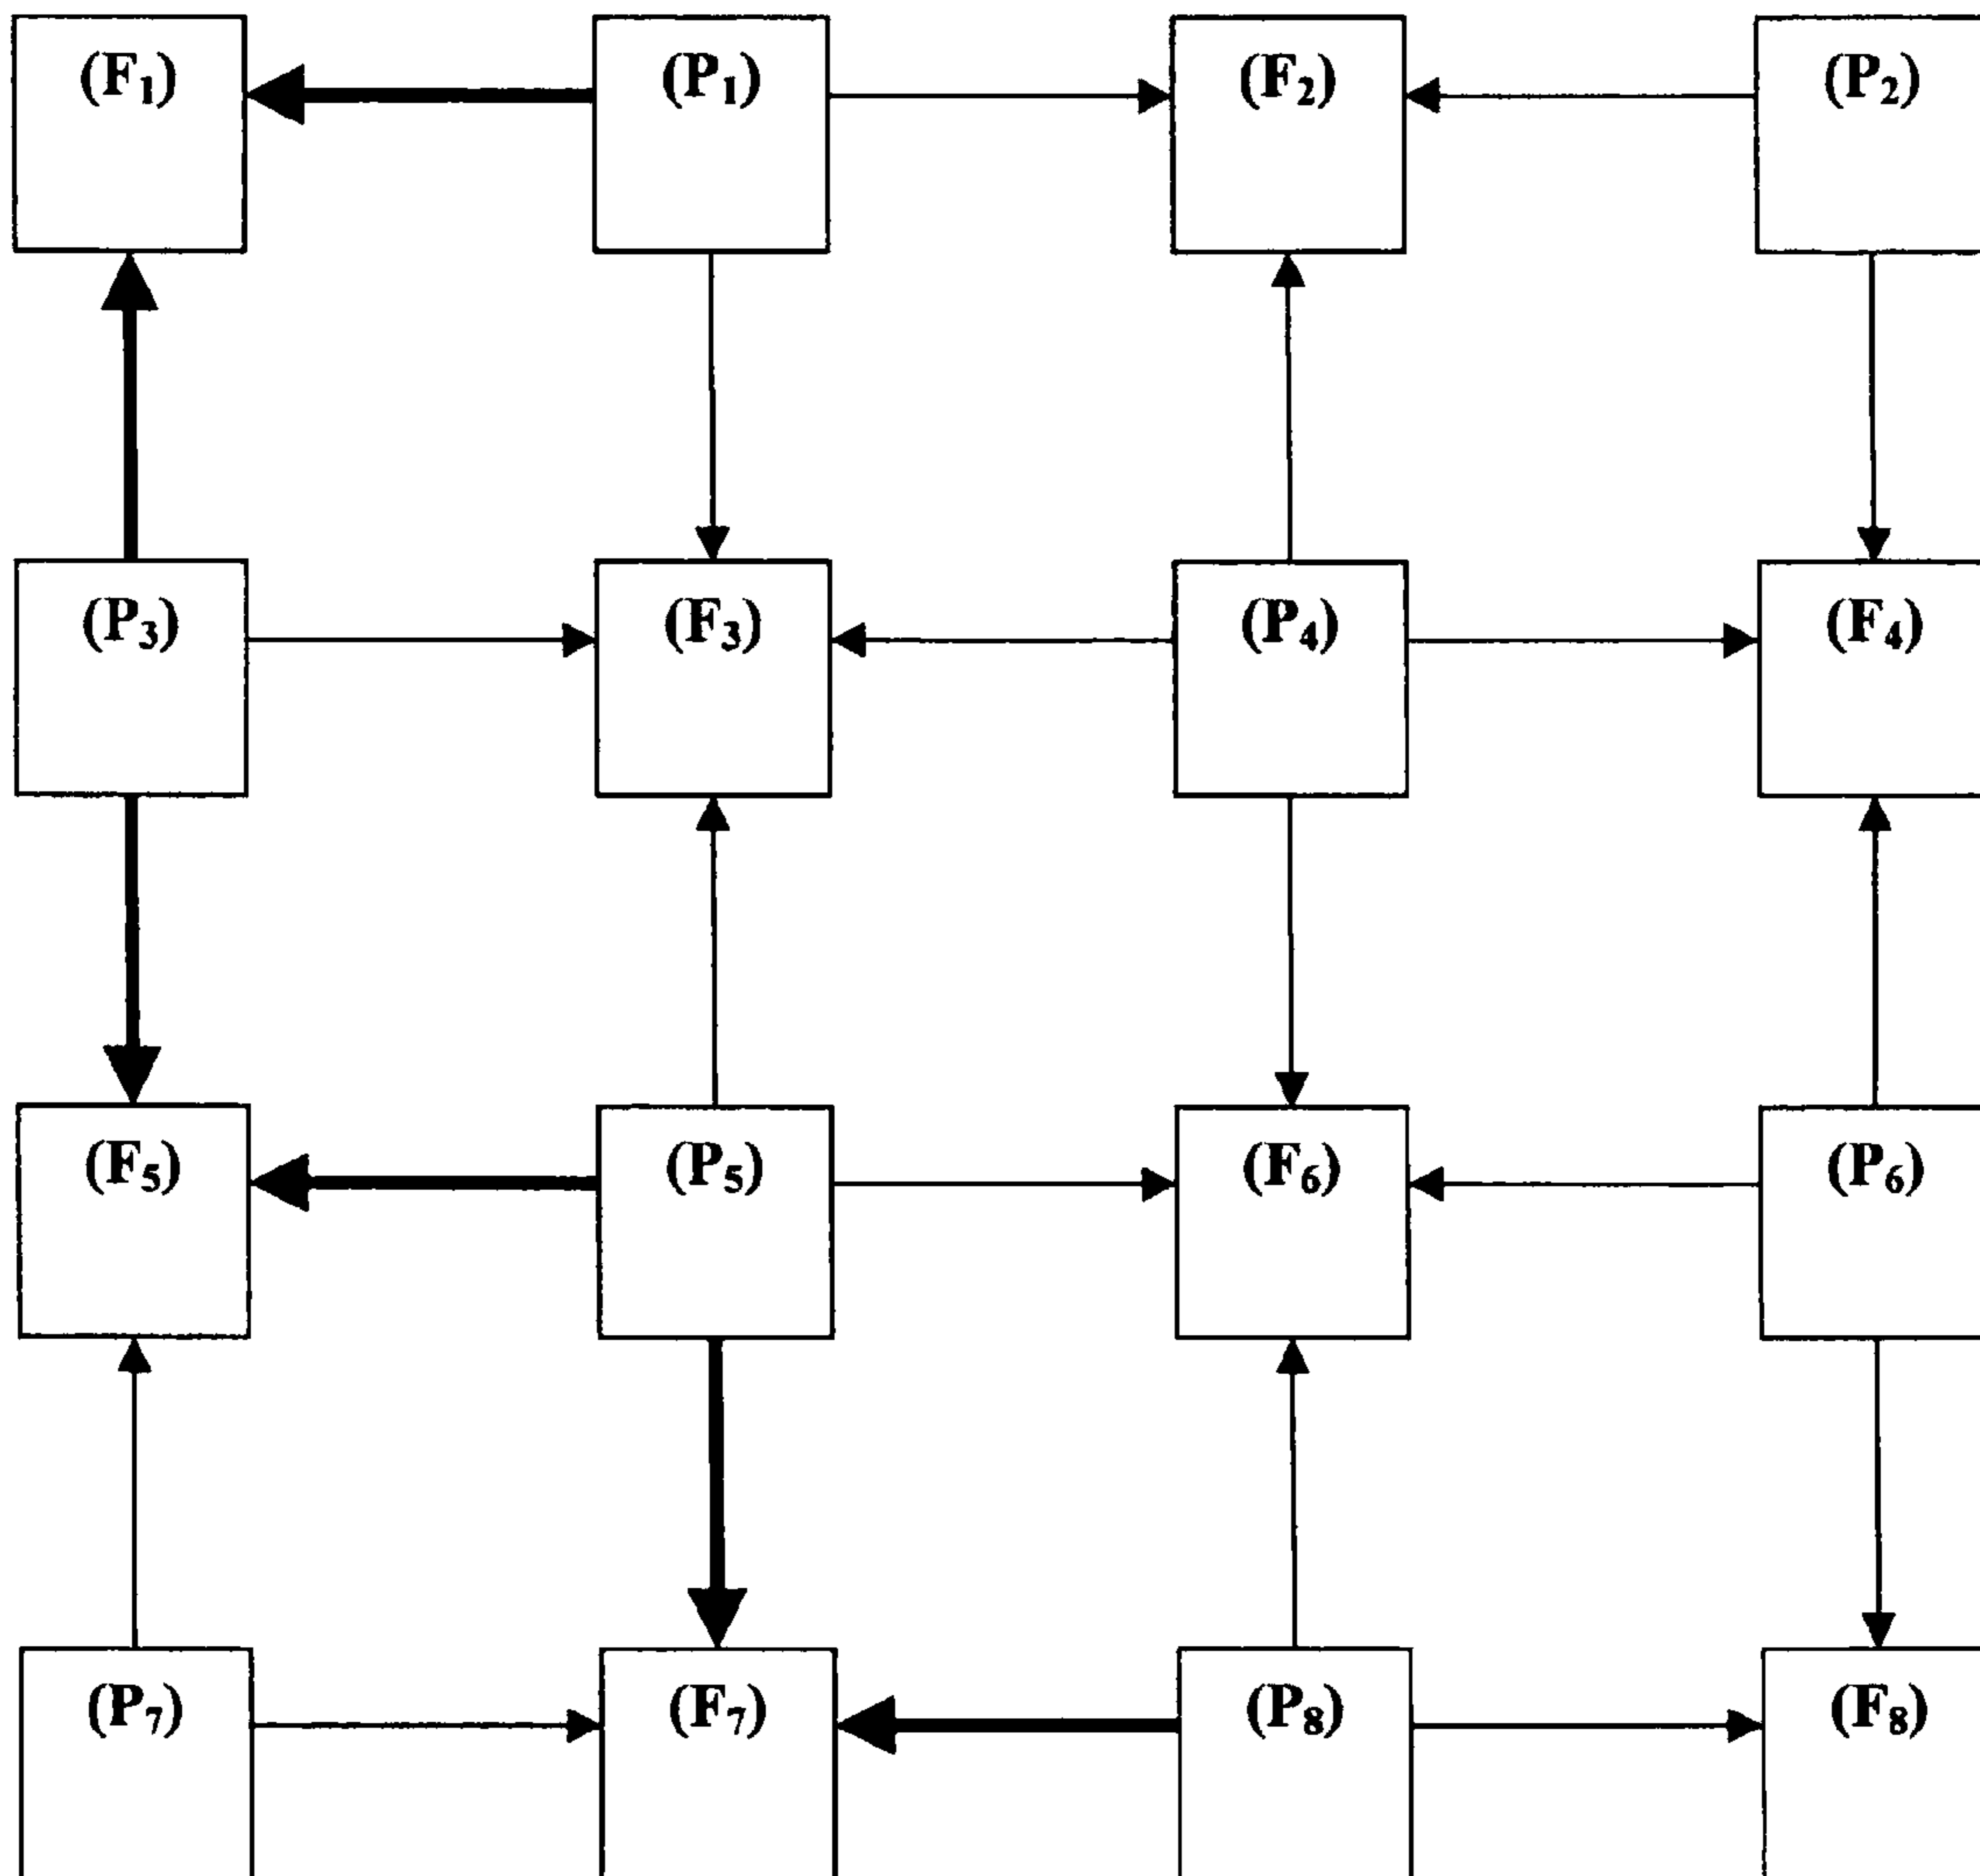 (F₁) (P₁) (F₂) (P₂)
(P₃) (F₃) (P₄) (F₄)
(F₅) (P₅) (F₆) (P₆)
(P₇) (F₇) (P₈) (F₈)